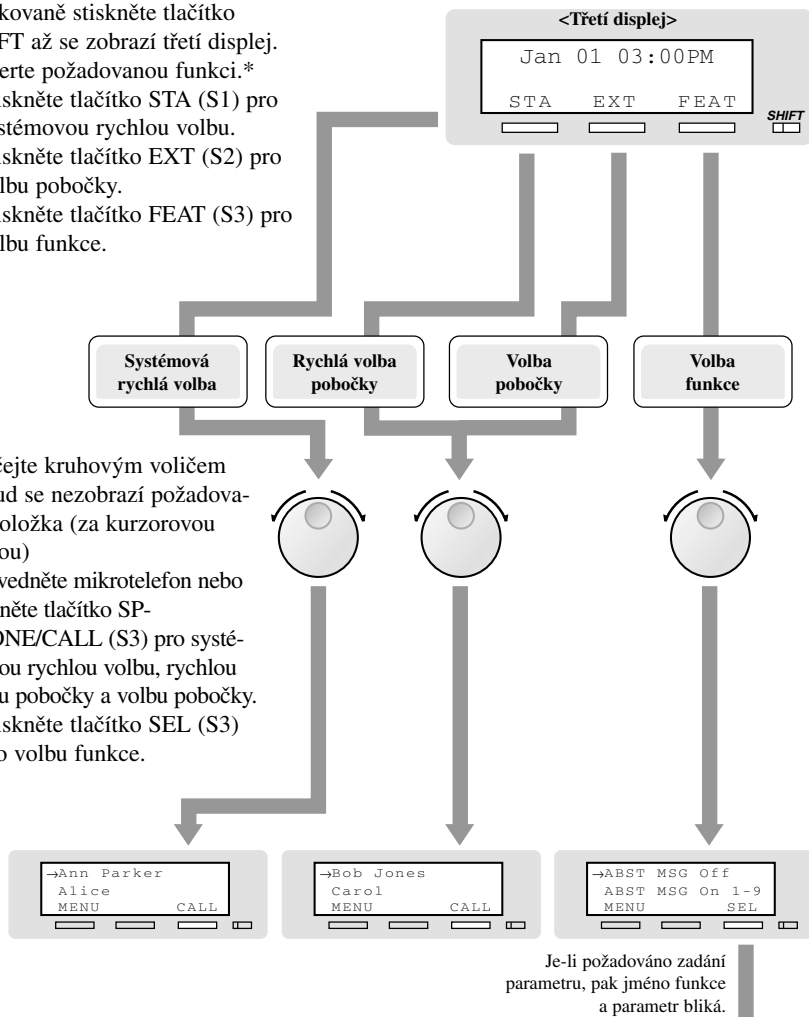 kovaně stiskněte tlačítko
FT až se zobrazí třetí displej.
erte požadovanou funkci.*
iskněte tlačítko STA (S1) pro
stémovou rychlou volbu.
iskněte tlačítko EXT (S2) pro
lbu pobočky.
iskněte tlačítko FEAT (S3) pro
lbu funkce.
<Třetí displej>
Jan 01 03:00PM
STA EXT FEAT
SHIFT
Systémová
rychlá volba
Rychlá volba
pobočky
Volba
pobočky
Volba
funkce
čejte kruhovým voličem
ud se nezobrazí požadova-
oložka (za kurzorovou
ou)
vedněte mikrotelefon nebo
něte tlačítko SP-
ONE/CALL (S3) pro systé-
ou rychlou volbu, rychlou
u pobočky a volbu pobočky.
iskněte tlačítko SEL (S3)
o volbu funkce.
→Ann Parker
Alice
MENU CALL
→Bob Jones
Carol
MENU CALL
→ABST MSG Off
ABST MSG On 1-9
MENU SEL
Je-li požadováno zadání
parametru, pak jméno funkce
a parametr bliká.